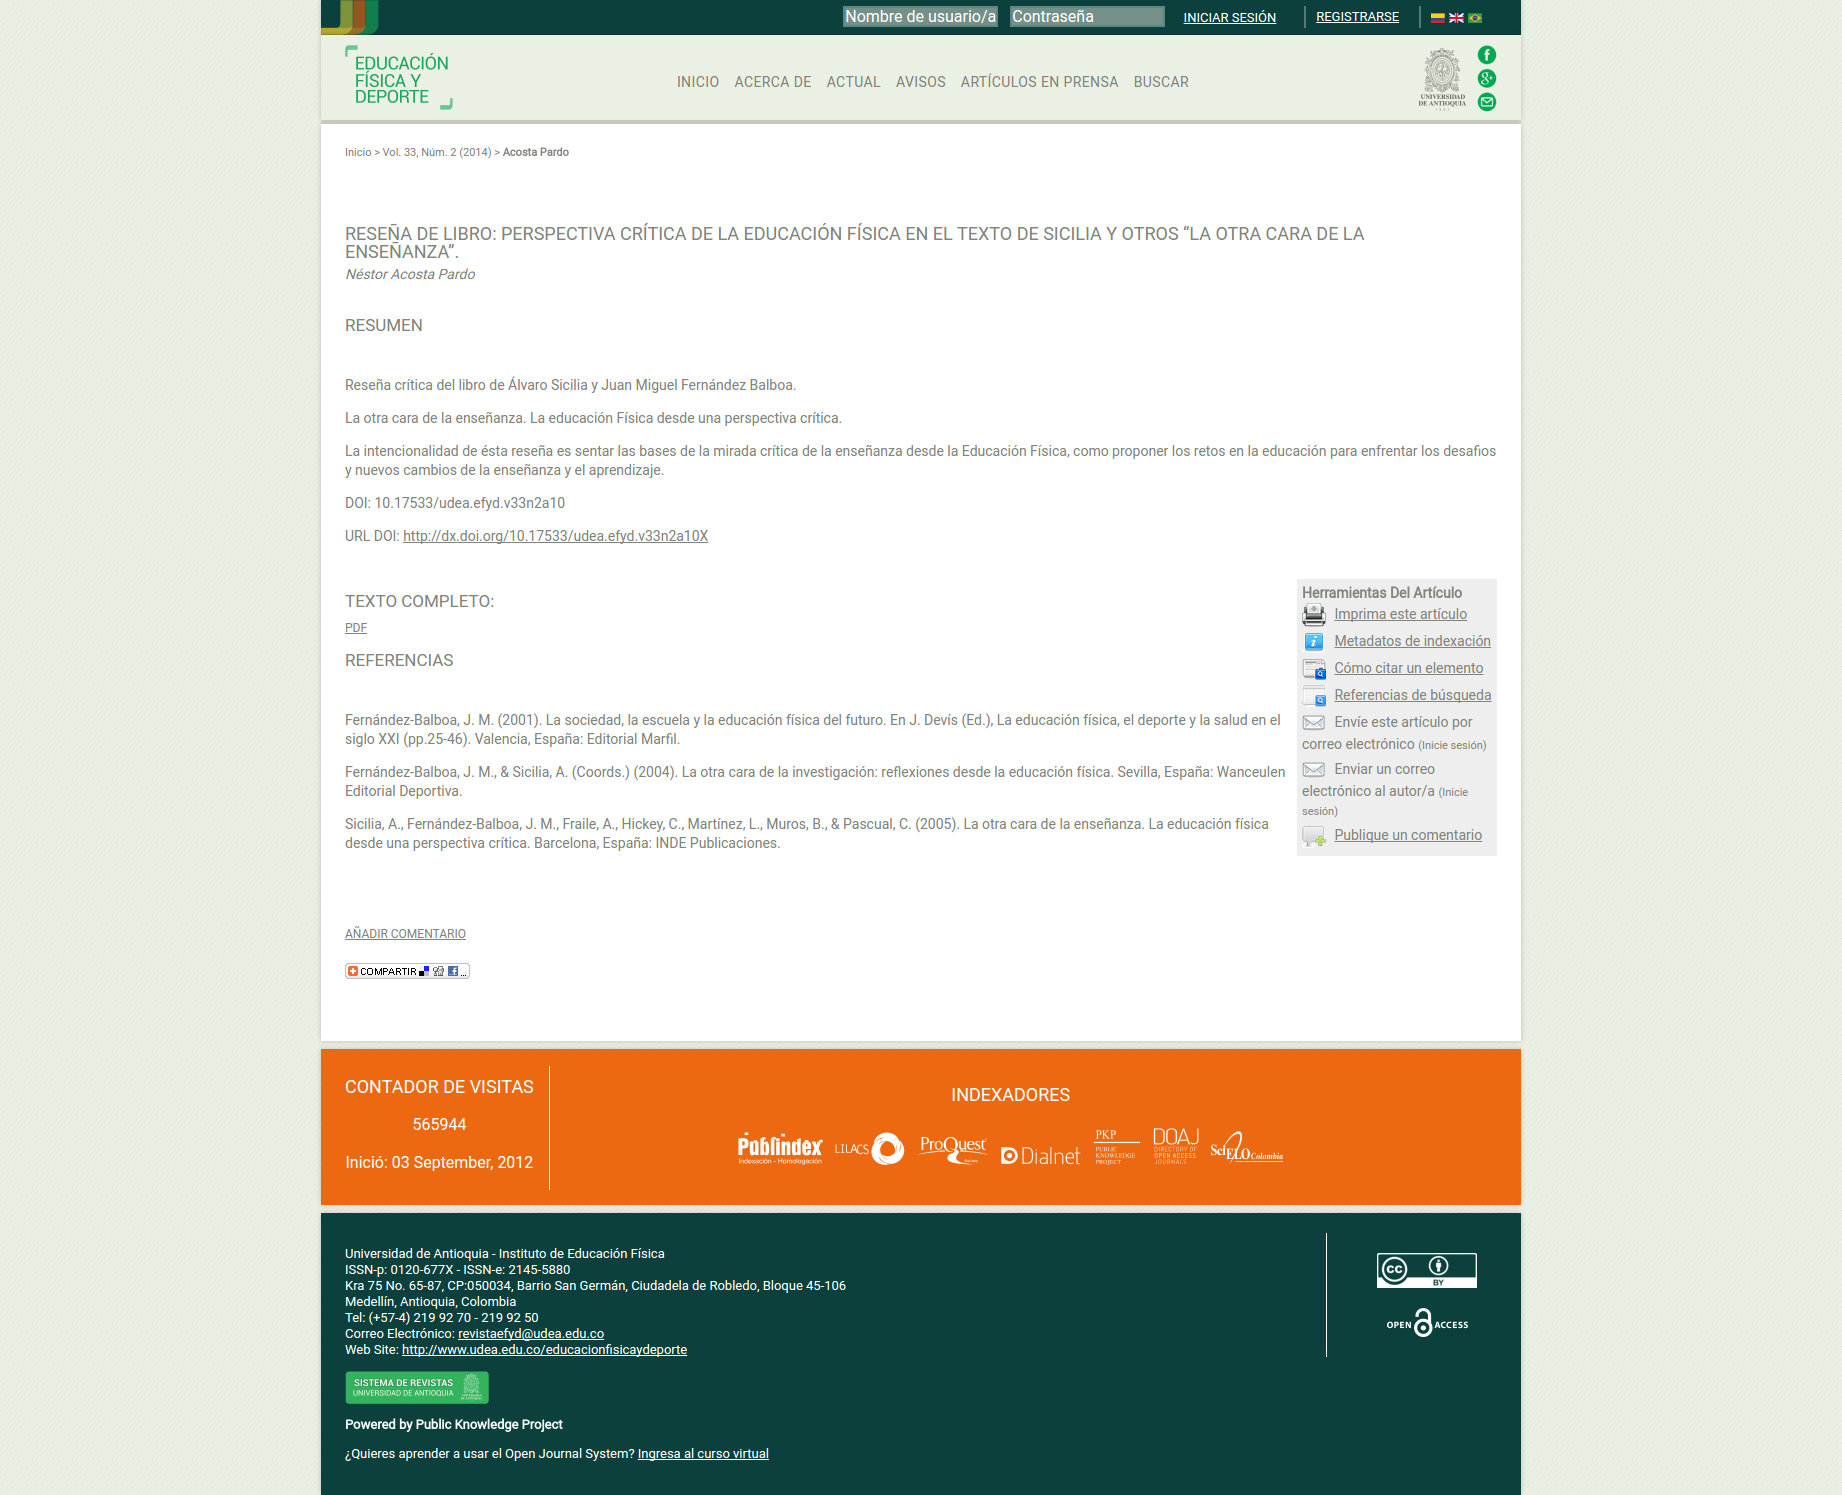 Nombre de usuario/a Contraseña INICIAR SESIÓN REGISTRARSE
EDUCACIÓN
FÍSICA Y
DEPORTE
INICIO ACERCA DE ACTUAL AVISOS ARTÍCULOS EN PRENSA BUSCAR
UNIVERSIDAD
DE ANTIOQUIA
Inicio > Vol. 33, Núm. 2 (2014) > Acosta Pardo
RESEÑA DE LIBRO: PERSPECTIVA CRÍTICA DE LA EDUCACIÓN FÍSICA EN EL TEXTO DE SICILIA Y OTROS “LA OTRA CARA DE LA
ENSEÑANZA”.
Néstor Acosta Pardo
RESUMEN
Reseña crítica del libro de Álvaro Sicilia y Juan Miguel Fernández Balboa.
La otra cara de la enseñanza. La educación Física desde una perspectiva crítica.
La intencionalidad de ésta reseña es sentar las bases de la mirada crítica de la enseñanza desde la Educación Física, como proponer los retos en la educación para enfrentar los desafios
y nuevos cambios de la enseñanza y el aprendizaje.
DOI: 10.17533/udea.efyd.v33n2a10
URL DOI: http://dx.doi.org/10.17533/udea.efyd.v33n2a10X
TEXTO COMPLETO:
PDF
REFERENCIAS
Fernández-Balboa, J. M. (2001). La sociedad, la escuela y la educación física del futuro. En J. Devís (Ed.), La educación física, el deporte y la salud en el
siglo XXI (pp.25-46). Valencia, España: Editorial Marfil.
Fernández-Balboa, J. M., & Sicilia, A. (Coords.) (2004). La otra cara de la investigación: reflexiones desde la educación física. Sevilla, España: Wanceulen
Editorial Deportiva.
Sicilia, A., Fernández-Balboa, J. M., Fraile, A., Hickey, C., Martínez, L., Muros, B., & Pascual, C. (2005). La otra cara de la enseñanza. La educación física
desde una perspectiva crítica. Barcelona, España: INDE Publicaciones.
Herramientas Del Artículo
Imprima este artículo
Metadatos de indexación
Cómo citar un elemento
Referencias de búsqueda
Envíe este artículo por
correo electrónico (Inicie sesión)
Enviar un correo
electrónico al autor/a (Inicie
sesión)
Publique un comentario
AÑADIR COMENTARIO
COMPARTIR ...
CONTADOR DE VISITAS
565944
Inició: 03 September, 2012
INDEXADORES
Publindex
Indexación - Homologación
LILACS
ProQuest
Dialnet
PKP
PUBLIC
KNOWLEDGE
PROJECT
DOAJ
DIRECTORY OF
OPEN ACCESS
JOURNALS
SciELO Colombia
Universidad de Antioquia - Instituto de Educación Física
ISSN-p: 0120-677X - ISSN-e: 2145-5880
Kra 75 No. 65-87, CP:050034, Barrio San Germán, Ciudadela de Robledo, Bloque 45-106
Medellín, Antioquia, Colombia
Tel: (+57-4) 219 92 70 - 219 92 50
Correo Electrónico: revistaefyd@udea.edu.co
Web Site: http://www.udea.edu.co/educacionfisicaydeporte
SISTEMA DE REVISTAS
UNIVERSIDAD DE ANTIOQUIA
Powered by Public Knowledge Project
¿Quieres aprender a usar el Open Journal System? Ingresa al curso virtual
CC BY
OPEN ACCESS